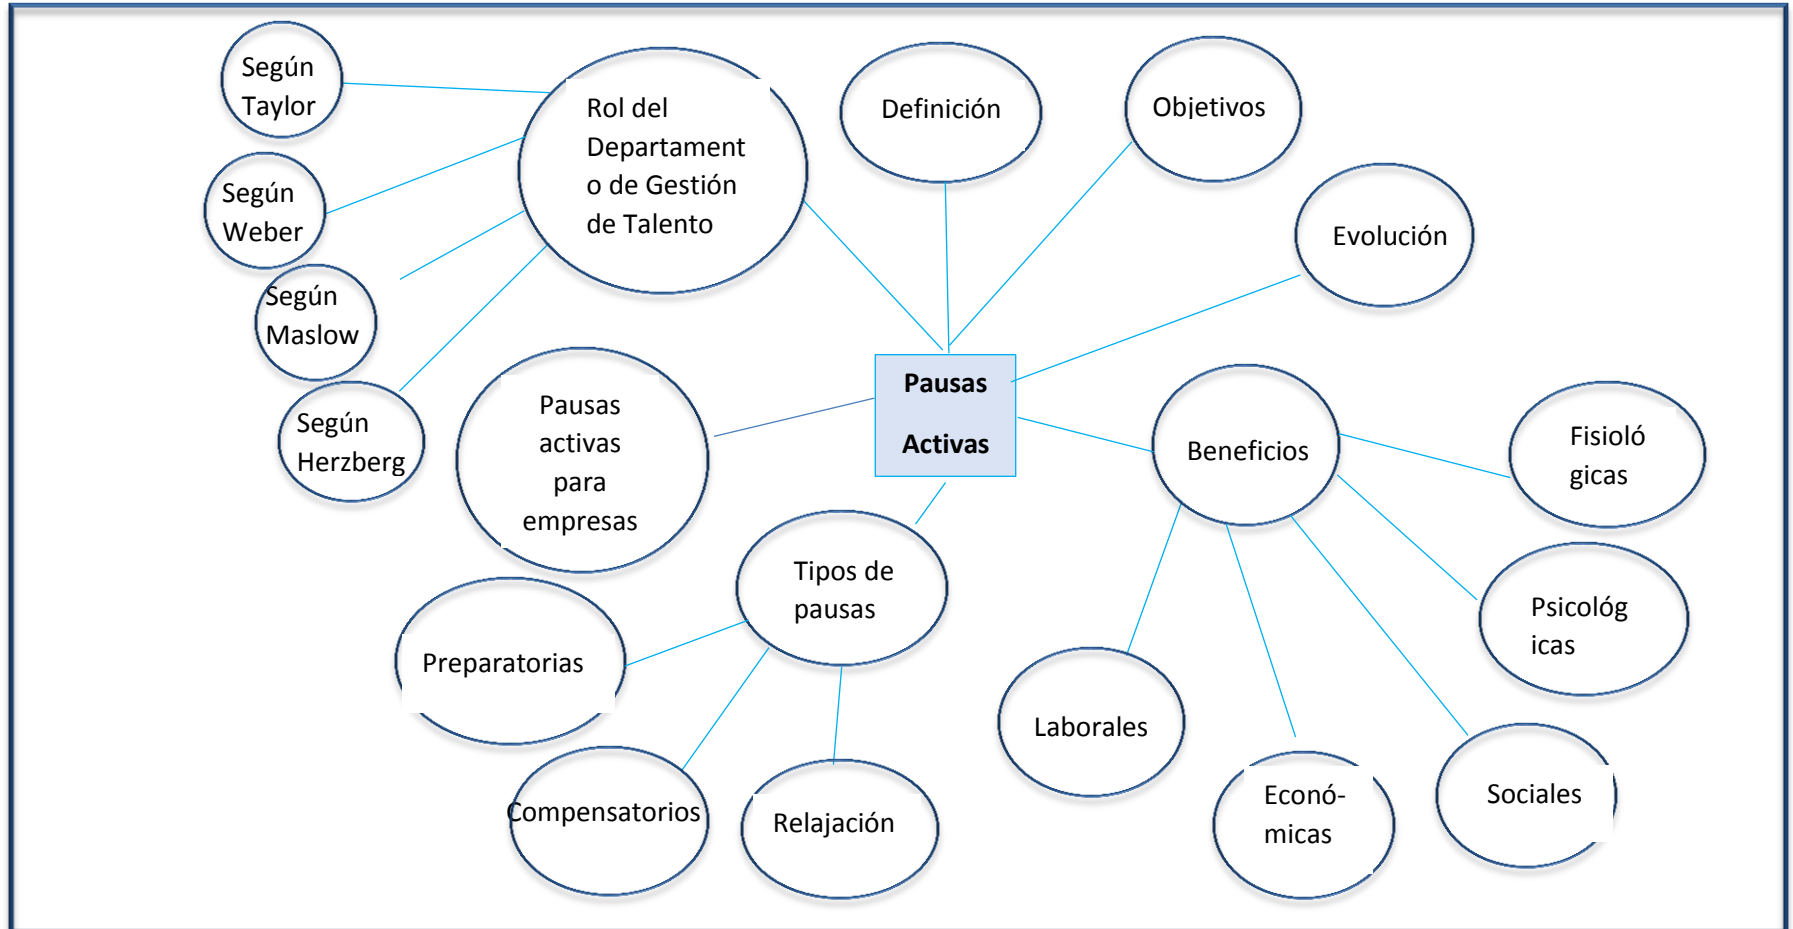 Según
Taylor
Rol del
Departament
o de Gestión
de Talento
Definición
Objetivos
Según
Weber
Evolución
Según
Maslow
Según
Herzberg
Pausas
activas
para
empresas
Pausas
Activas
Beneficios
Fisioló
gicas
Tipos de
pausas
Psicológ
icas
Preparatorias
Laborales
Compensatorios
Relajación
Econó-
micas
Sociales